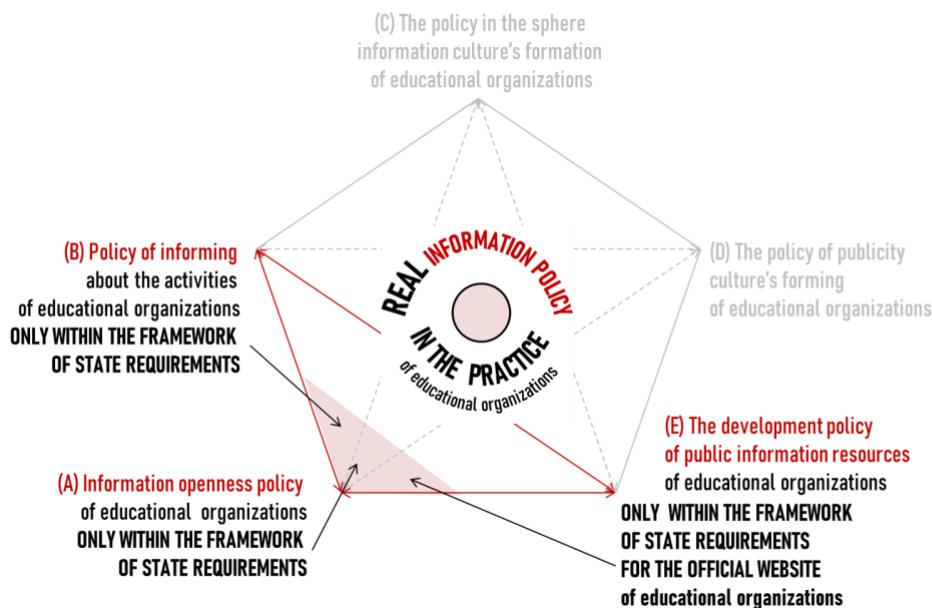 (C) The policy in the sphere
information culture's formation
of educational organizations
(B) Policy of informing
about the activities
of educational organizations
ONLY WITHIN THE FRAMEWORK
OF STATE REQUIREMENTS
REAL INFORMATION POLICY
IN THE PRACTICE
of educational organizations
(D) The policy of publicity
culture's forming
of educational organizations
(A) Information openness policy
of educational organizations
ONLY WITHIN THE FRAMEWORK
OF STATE REQUIREMENTS
(E) The development policy
of public information resources
of educational organizations
ONLY WITHIN THE FRAMEWORK
OF STATE REQUIREMENTS
FOR THE OFFICIAL WEBSITE
of educational organizations